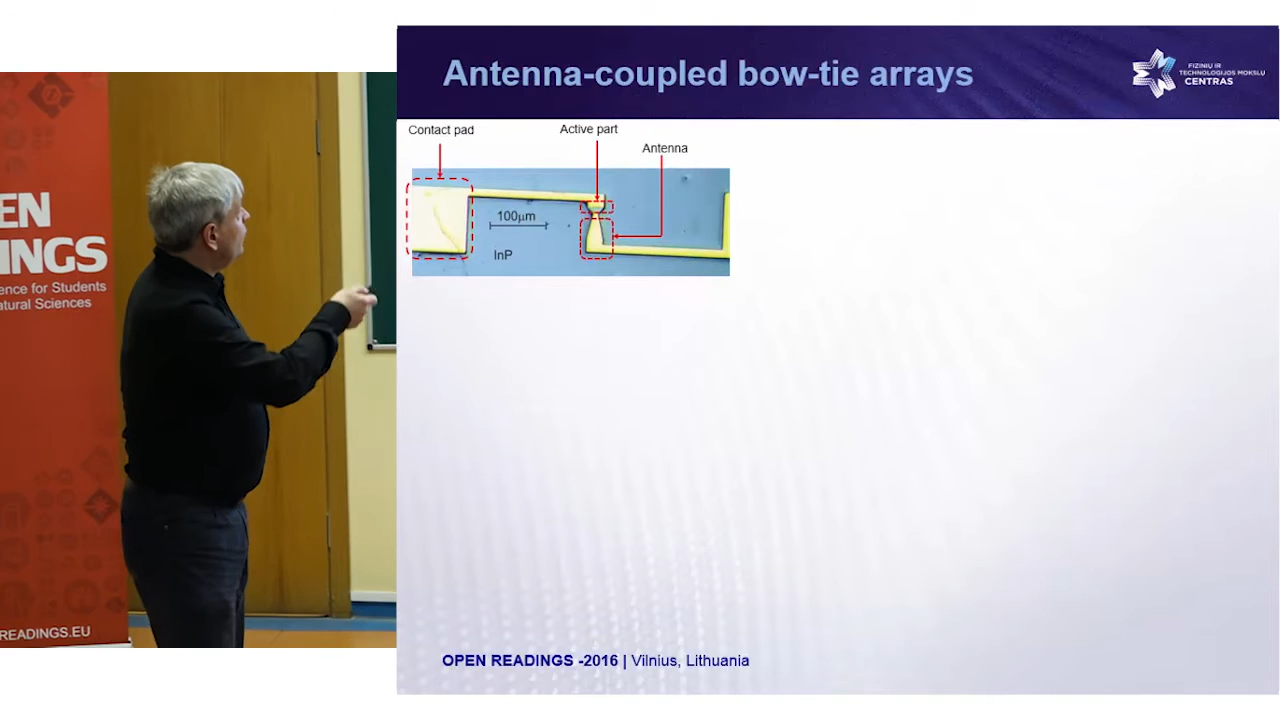 EN
INGS
ence for Students
atural Sciences
READINGS.EU
Antenna-coupled bow-tie arrays
FIZINIŲ IR
TECHNOLOGIJOS MOKSLŲ
CENTRAS
Contact pad
Active part
Antenna
100µm
InP
OPEN READINGS -2016 | Vilnius, Lithuania